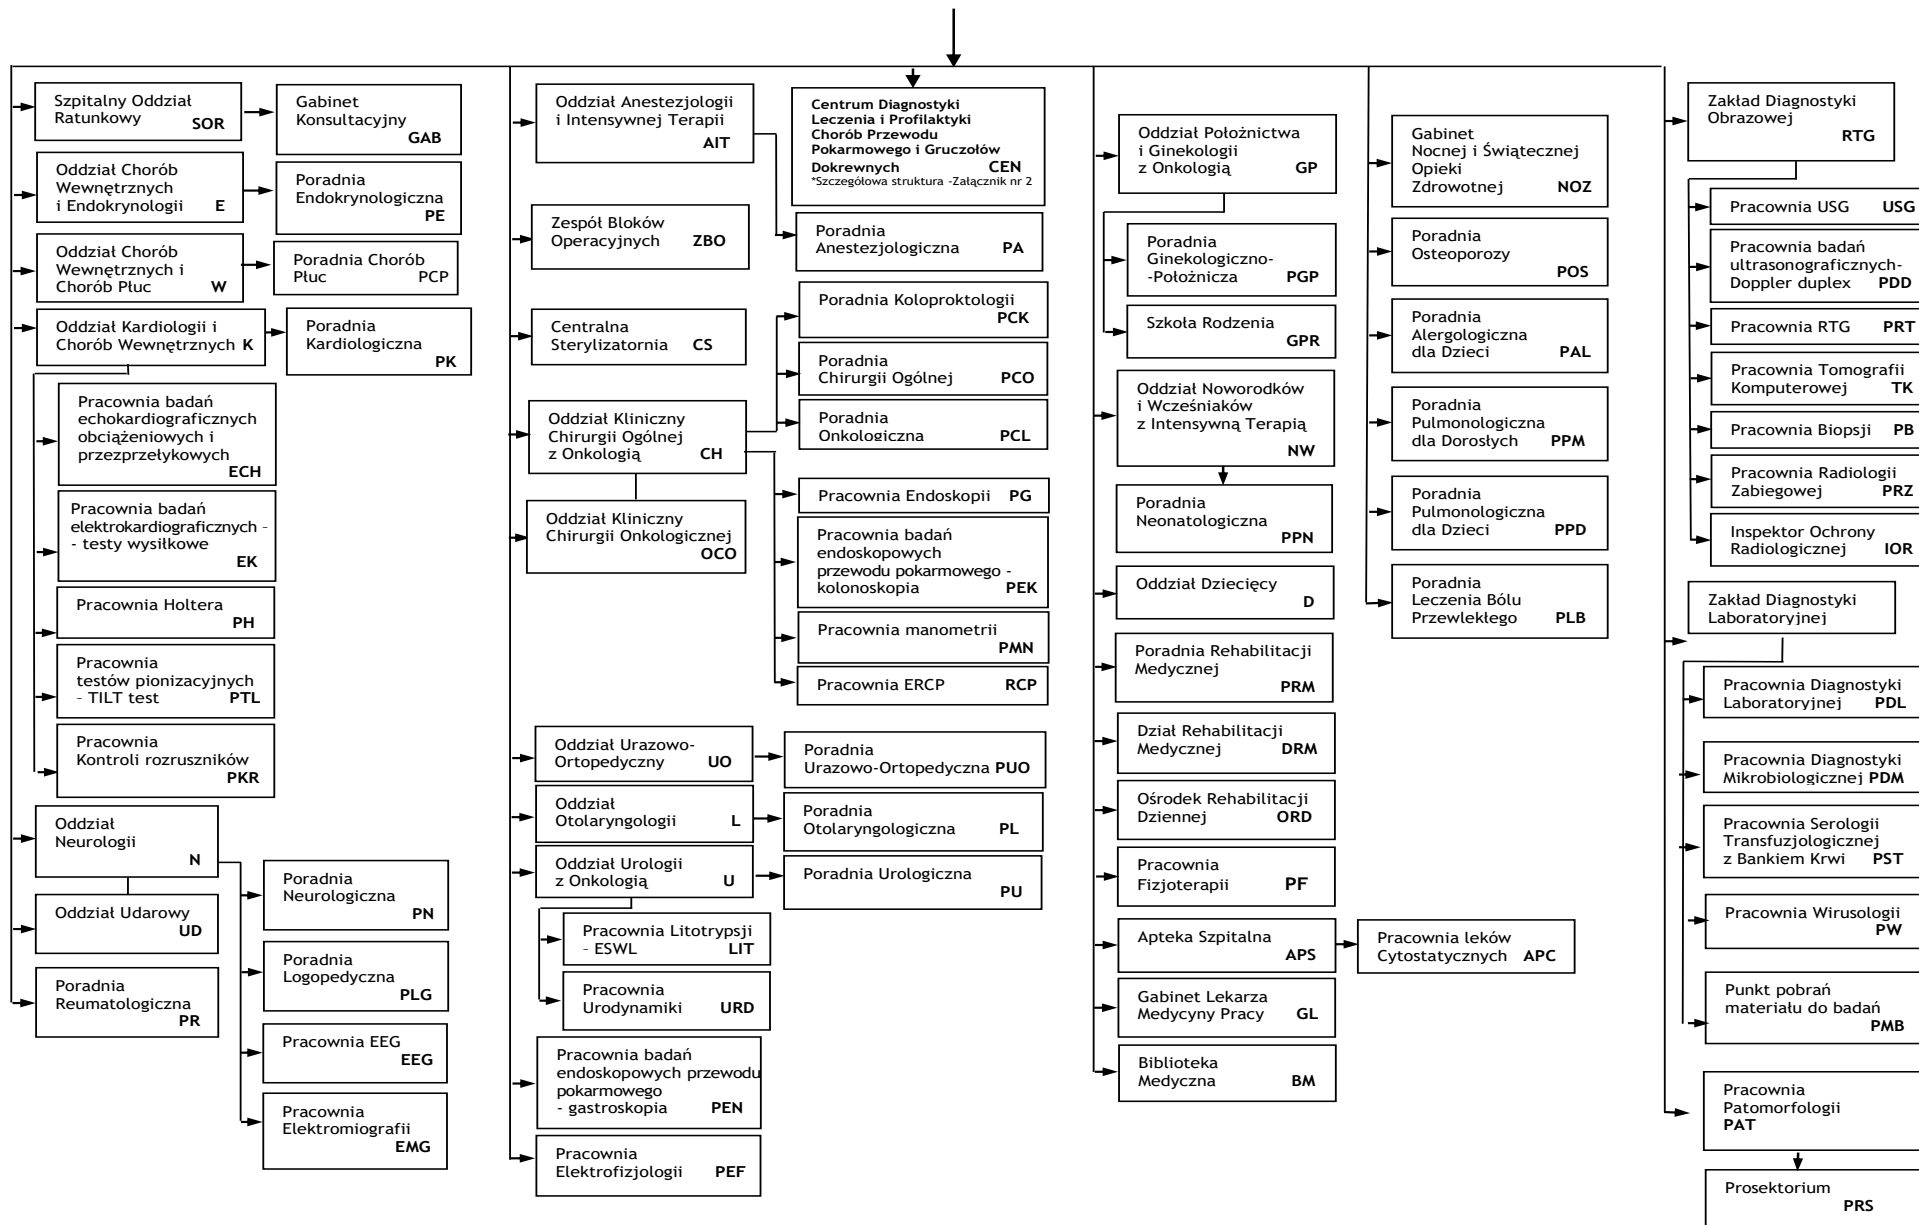 Szpitalny Oddział
Ratunkowy SOR
Gabinet
Konsultacyjny
GAB
Oddział Chorób
Wewnętrznych
i Endokrynologii E
Poradnia
Endokrynologiczna
PE
Oddział Chorób
Wewnętrznych i
Chorób Płuc W
Poradnia Chorób
Płuc PCP
Oddział Kardiologii i
Chorób Wewnętrznych K
Poradnia
Kardiologiczna
PK
Pracownia badań
echokardiograficznych
obciążeniowych i
przezprzełykowych
ECH
Pracownia badań
elektrokardiograficznych -
- testy wysiłkowe
EK
Pracownia Holtera
PH
Pracownia
testów pionizacyjnych
- TILT test PTL
Pracownia
Kontroli rozruszników
PKR
Oddział
Neurologii
N
Oddział Udarowy
UD
Poradnia
Reumatologiczna
PR
Poradnia
Neurologiczna
PN
Poradnia
Logopedyczna
PLG
Pracownia EEG
EEG
Pracownia
Elektromiografii
EMG
Oddział Anestezjologii
i Intensywnej Terapii
AIT
Centrum Diagnostyki
Leczenia i Profilaktyki
Chorób Przewodu
Pokarmowego i Gruczołów
Dokrewnych CEN
*Szczegółowa struktura -Załącznik nr 2
Zespół Bloków
Operacyjnych ZBO
Poradnia
Anestezjologiczna PA
Centralna
Sterylizatornia CS
Poradnia Koloproktologii
PCK
Poradnia
Chirurgii Ogólnej PCO
Poradnia
Onkologiczna PCL
Oddział Kliniczny
Chirurgii Ogólnej
z Onkologią CH
Oddział Kliniczny
Chirurgii Onkologicznej
OCO
Pracownia Endoskopii PG
Pracownia badań
endoskopowych
przewodu pokarmowego -
kolonoskopia PEK
Pracownia manometrii
PMN
Pracownia ERCP RCP
Oddział Urazowo-
Ortopedyczny UO
Poradnia
Urazowo-Ortopedyczna PUO
Oddział
Otolaryngologii L
Poradnia
Otolaryngologiczna PL
Oddział Urologii
z Onkologią U
Poradnia Urologiczna
PU
Pracownia Litotrypsji
- ESWL LIT
Pracownia
Urodynamiki URD
Pracownia badań
endoskopowych przewodu
pokarmowego
- gastroskopia PEN
Pracownia
Elektrofizjologii PEF
Oddział Położnictwa
i Ginekologii
z Onkologią GP
Poradnia
Ginekologiczno-
-Położnicza PGP
Szkoła Rodzenia
GPR
Oddział Noworodków
i Wcześniaków
z Intensywną Terapią
NW
Poradnia
Neonatologiczna
PPN
Oddział Dziecięcy
D
Poradnia Rehabilitacji
Medycznej
PRM
Dział Rehabilitacji
Medycznej DRM
Ośrodek Rehabilitacji
Dziennej ORD
Pracownia
Fizjoterapii PF
Apteka Szpitalna
APS
Pracownia leków
Cytostatycznych APC
Gabinet Lekarza
Medycyny Pracy GL
Biblioteka
Medyczna BM
Gabinet
Nocnej i Świątecznej
Opieki
Zdrowotnej NOZ
Poradnia
Osteoporozy
POS
Poradnia
Alergologiczna
dla Dzieci PAL
Poradnia
Pulmonologiczna
dla Dorosłych PPM
Poradnia
Pulmonologiczna
dla Dzieci PPD
Poradnia
Leczenia Bólu
Przewlekłego PLB
Zakład Diagnostyki
Obrazowej
RTG
Pracownia USG USG
Pracownia badań
ultrasonograficznych-
Doppler duplex PDD
Pracownia RTG PRT
Pracownia Tomografii
Komputerowej TK
Pracownia Biopsji PB
Pracownia Radiologii
Zabiegowej PRZ
Inspektor Ochrony
Radiologicznej IOR
Zakład Diagnostyki
Laboratoryjnej
Pracownia Diagnostyki
Laboratoryjnej PDL
Pracownia Diagnostyki
Mikrobiologicznej PDM
Pracownia Serologii
Transfuzjologicznej
z Bankiem Krwi PST
Pracownia Wirusologii
PW
Punkt pobrań
materiału do badań
PMB
Pracownia
Patomorfologii
PAT
Prosektorium
PRS